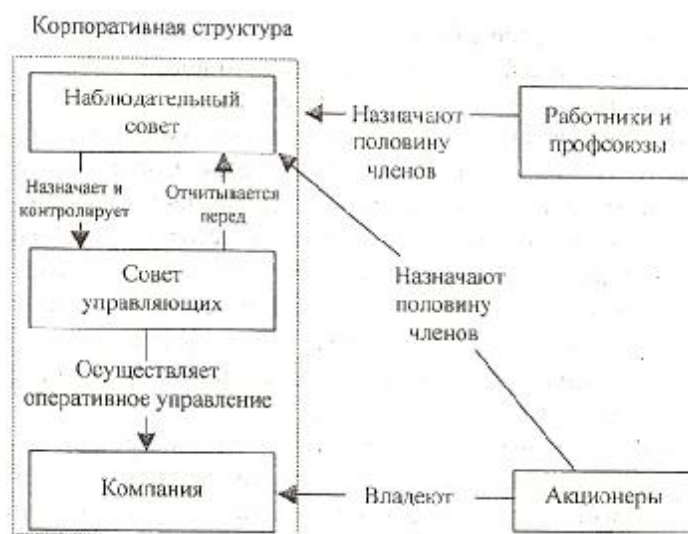 Корпоративная структура
Наблюдательный
совет
Назначают
половину
членов
Работники и
профсоюзы
Назначает и
контролирует
Отчитывается
перед
Совет
управляющих
Назначают
половину
членов
Осуществляет
оперативное управление
Компания
Владеют
Акционеры